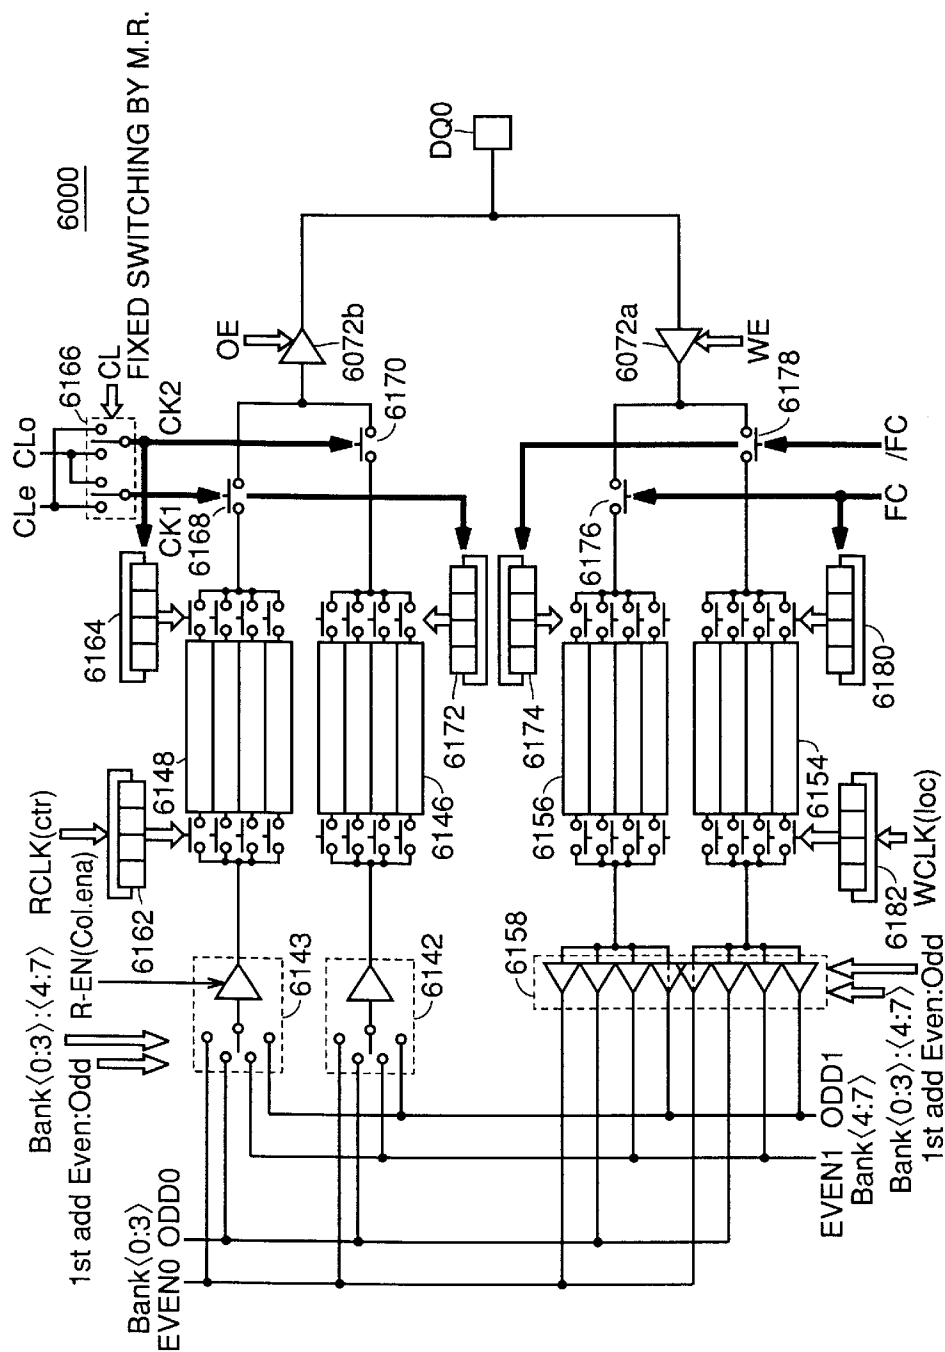 6000
FIXED SWITCHING BY M.R.
CLe
CLo
6166
CL
CK2
CK1
6168
6164
OE
6072b
6170
DQ0
6072a
WE
6178
/FC
FC
6176
6172
6174
6180
RCLK(ctr)
6148
6146
6156
6154
6162
R-EN(Col.ena)
Bank⟨0:3⟩:⟨4:7⟩
1st add Even:Odd
6143
6142
6158
6182
WCLK(loc)
Bank⟨0:3⟩
EVEN0
ODD0
EVEN1
ODD1
Bank⟨4:7⟩
Bank⟨0:3⟩:⟨4:7⟩
1st add Even:Odd